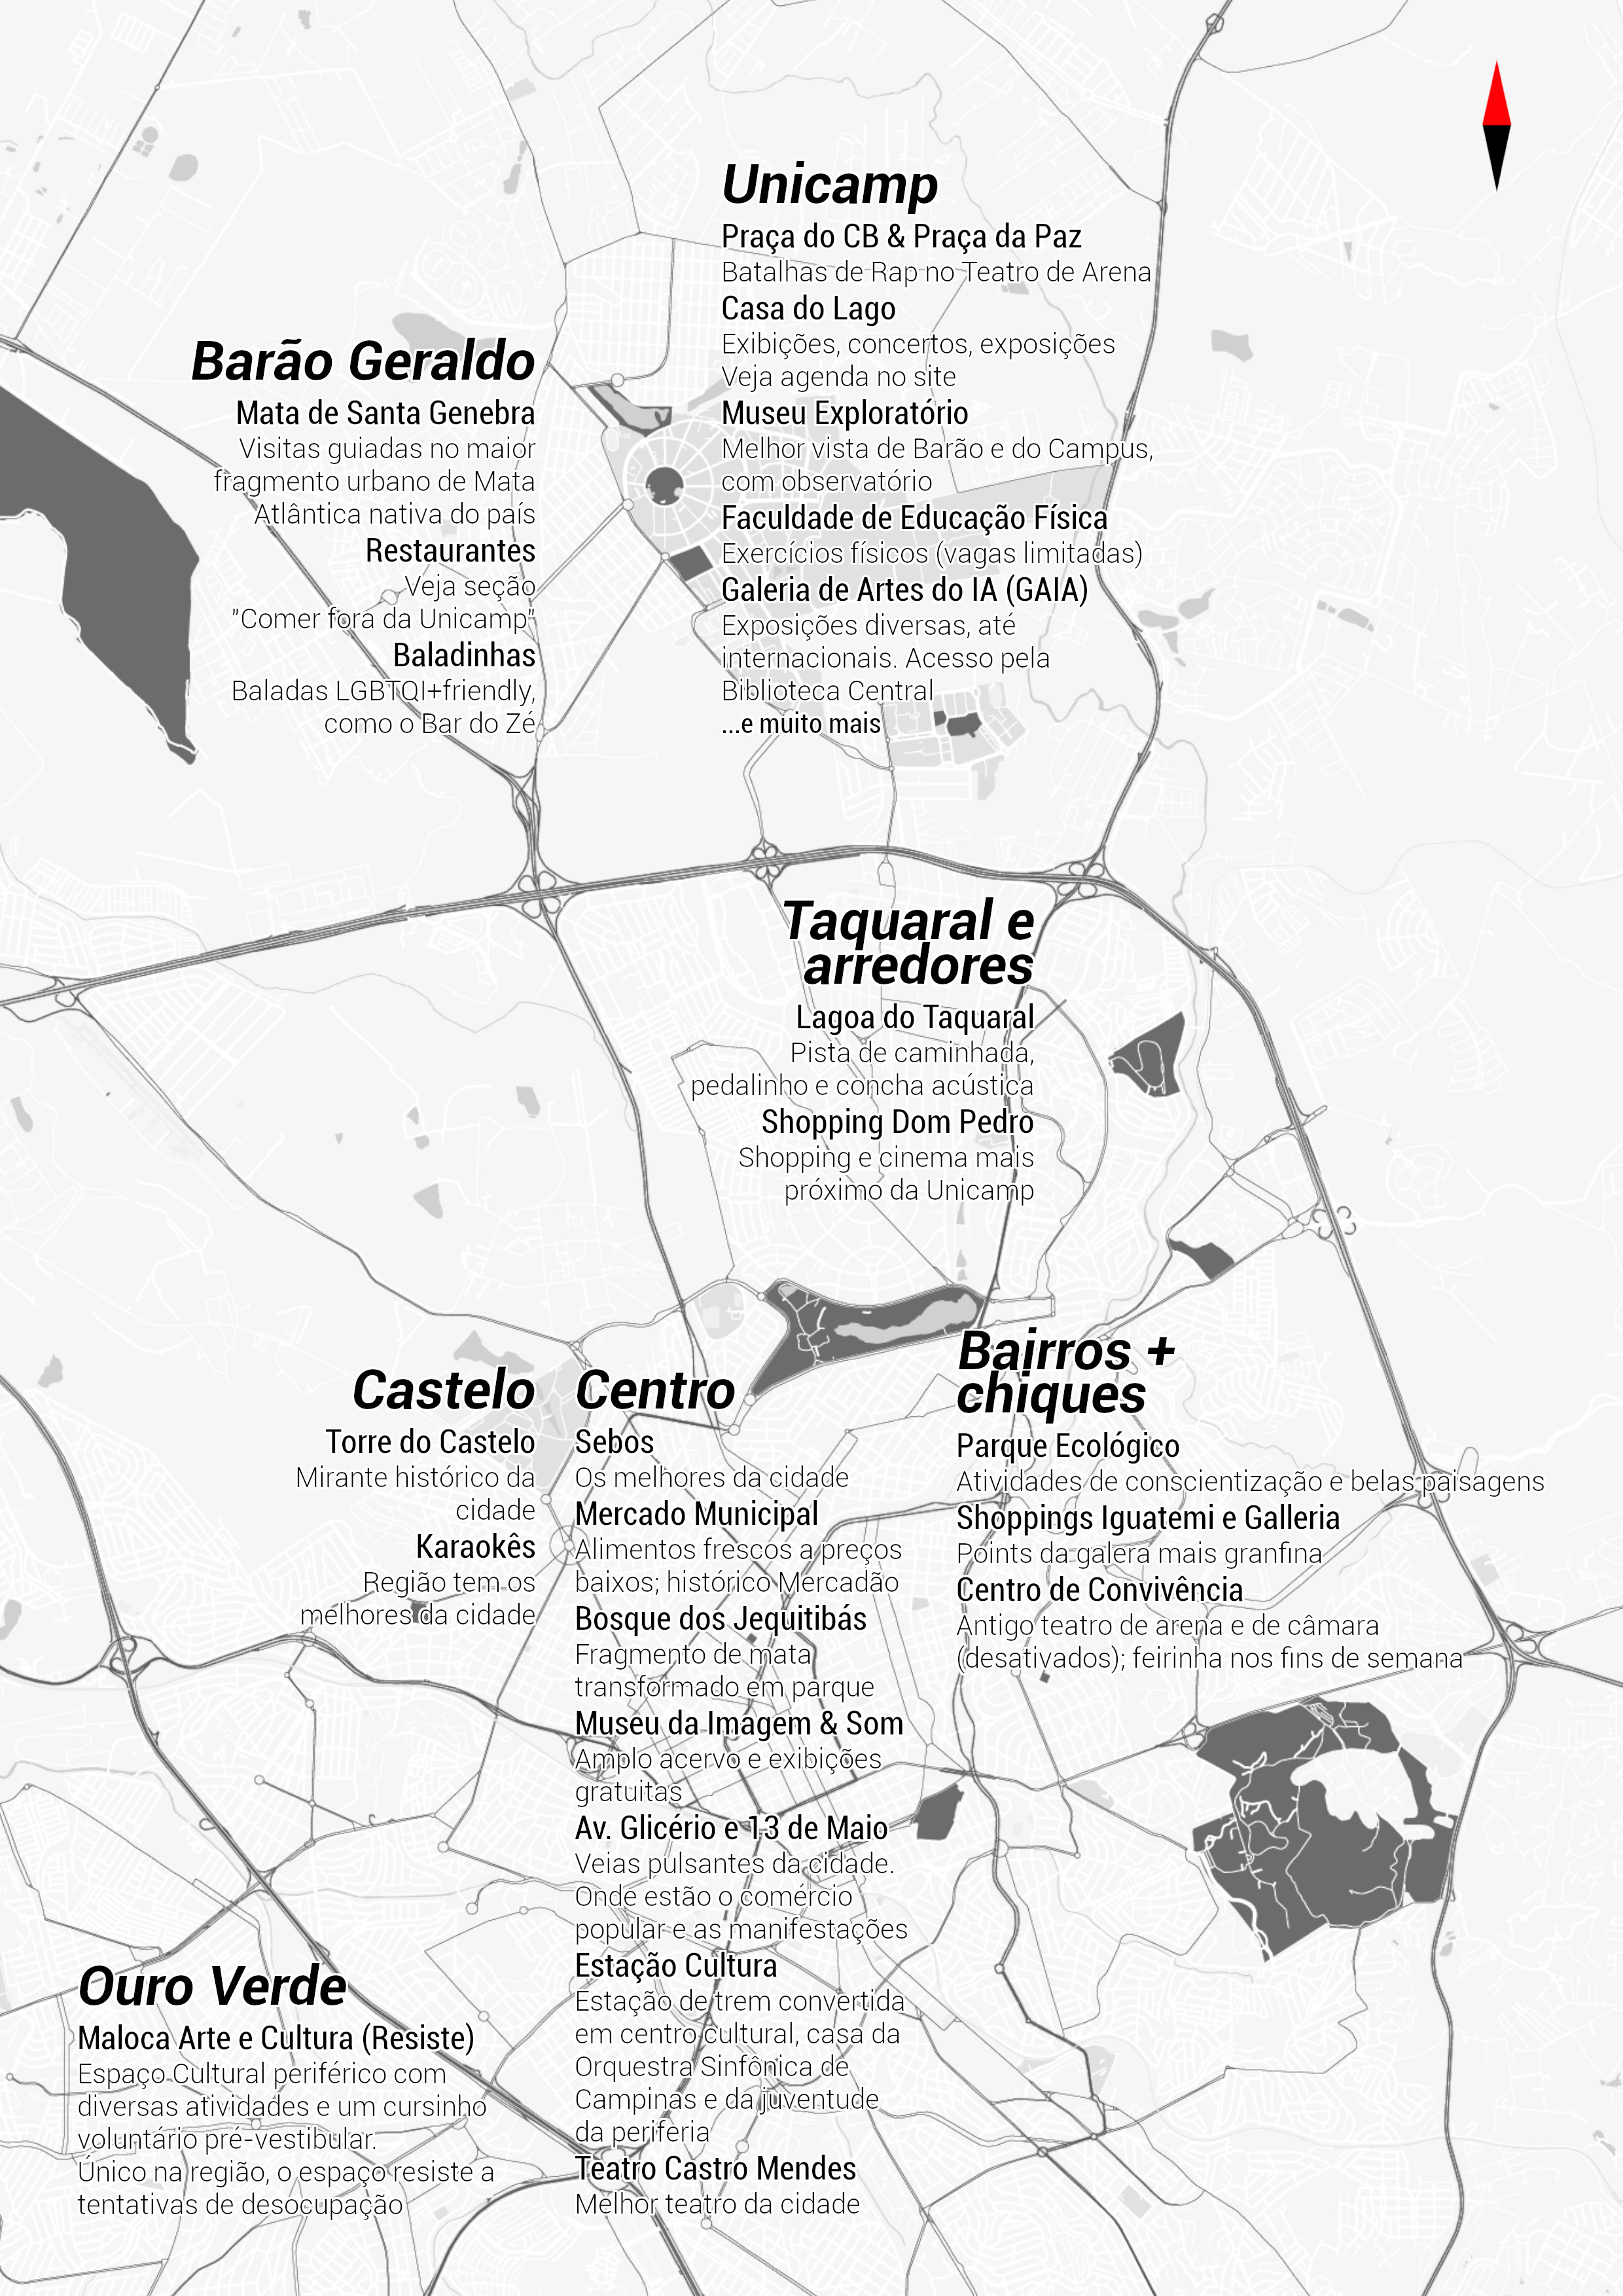 Unicamp
Praça do CB & Praça da Paz
Batalhas de Rap no Teatro de Arena
Casa do Lago
Exibições, concertos, exposições
Veja agenda no site
Museu Exploratório
Melhor vista de Barão e do Campus,
com observatório
Faculdade de Educação Física
Exercícios físicos (vagas limitadas)
Galeria de Artes do IA (GAIA)
Exposições diversas, até
internacionais. Acesso pela
Biblioteca Central
...e muito mais
Barão Geraldo
Mata de Santa Genebra
Visitas guiadas no maior
fragmento urbano de Mata
Atlântica nativa do país
Restaurantes
Veja seção
"Comer fora da Unicamp"
Baladinhas
Baladas LGBTQI+friendly,
como o Bar do Zé
Taquaral e
arredores
Lagoa do Taquaral
Pista de caminhada,
pedalinho e concha acústica
Shopping Dom Pedro
Shopping e cinema mais
próximo da Unicamp
Castelo
Torre do Castelo
Mirante histórico da
cidade
Karaokês
Região tem os
melhores da cidade
Centro
Sebos
Os melhores da cidade
Mercado Municipal
Alimentos frescos a preços
baixos; histórico Mercadão
Bosque dos Jequitibás
Fragmento de mata
transformado em parque
Museu da Imagem & Som
Amplo acervo e exibições
gratuitas
Av. Glicério e 13 de Maio
Veias pulsantes da cidade.
Onde estão o comércio
popular e as manifestações
Estação Cultura
Estação de trem convertida
em centro cultural, casa da
Orquestra Sinfônica de
Campinas e da juventude
da periferia
Teatro Castro Mendes
Melhor teatro da cidade
Bairros +
chiques
Parque Ecológico
Atividades de conscientização e belas paisagens
Shoppings Iguatemi e Galleria
Points da galera mais granfina
Centro de Convivência
Antigo teatro de arena e de câmara
(desativados); feirinha nos fins de semana
Ouro Verde
Maloca Arte e Cultura (Resiste)
Espaço Cultural periférico com
diversas atividades e um cursinho
voluntário pré-vestibular.
Único na região, o espaço resiste a
tentativas de desocupação